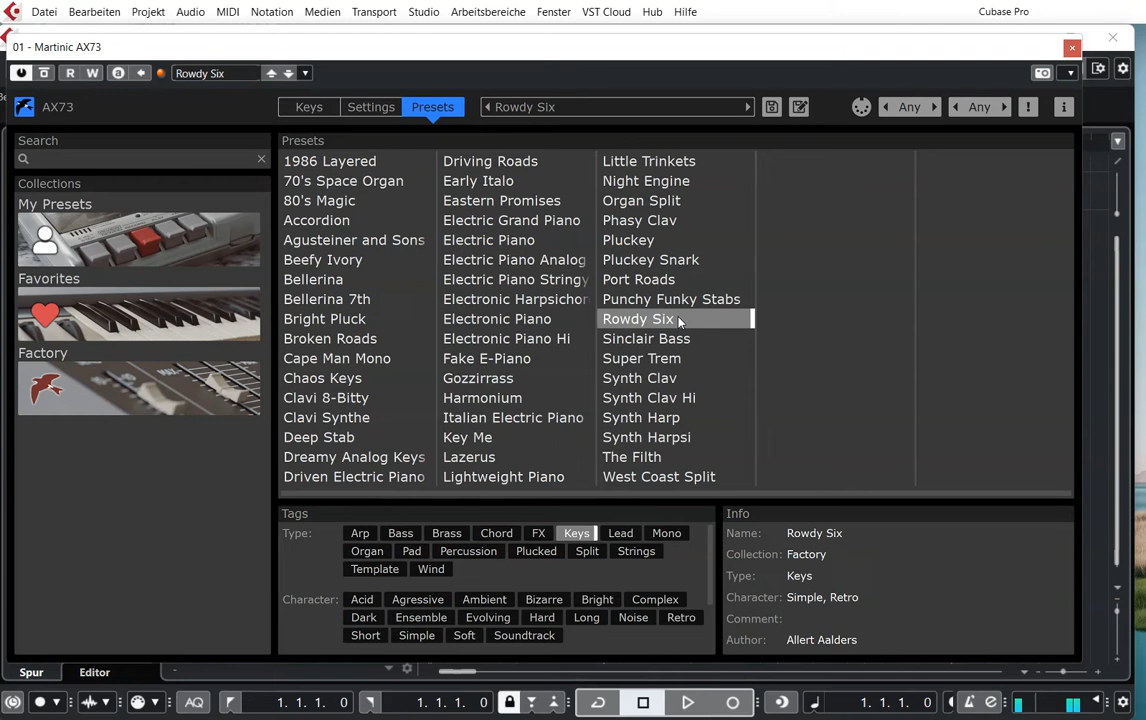 Datei Bearbeiten Projekt Audio MIDI Notation Medien Transport Studio Arbeitsbereiche Fenster VST Cloud Hub Hilfe Cubase Pro
01 - Martinic AX73
R W a Rowdy Six
AX73 Keys Settings Presets Rowdy Six Any Any ! i
Search
Collections
My Presets
Favorites
Factory
Presets
1986 Layered Driving Roads Little Trinkets
70's Space Organ Early Italo Night Engine
80's Magic Eastern Promises Organ Split
Accordion Electric Grand Piano Phasy Clav
Agusteiner and Sons Electric Piano Pluckey
Beefy Ivory Electric Piano Analog Pluckey Snark
Bellerina Electric Piano Stringy Port Roads
Bellerina 7th Electronic Harpsichor Punchy Funky Stabs
Bright Pluck Electronic Piano Rowdy Six
Broken Roads Electronic Piano Hi Sinclair Bass
Cape Man Mono Fake E-Piano Super Trem
Chaos Keys Gozzirrass Synth Clav
Clavi 8-Bitty Harmonium Synth Clav Hi
Clavi Synthe Italian Electric Piano Synth Harp
Deep Stab Key Me Synth Harpsi
Dreamy Analog Keys Lazerus The Filth
Driven Electric Piano Lightweight Piano West Coast Split
Tags
Type: Arp Bass Brass Chord FX Keys Lead Mono
Organ Pad Percussion Plucked Split Strings
Template Wind
Character: Acid Agressive Ambient Bizarre Bright Complex
Dark Ensemble Evolving Hard Long Noise Retro
Short Simple Soft Soundtrack
Info
Name: Rowdy Six
Collection: Factory
Type: Keys
Character: Simple, Retro
Comment:
Author: Allert Aalders
Spur Editor
AQ 1. 1. 1. 0 1. 1. 1. 0 1. 1. 1. 0